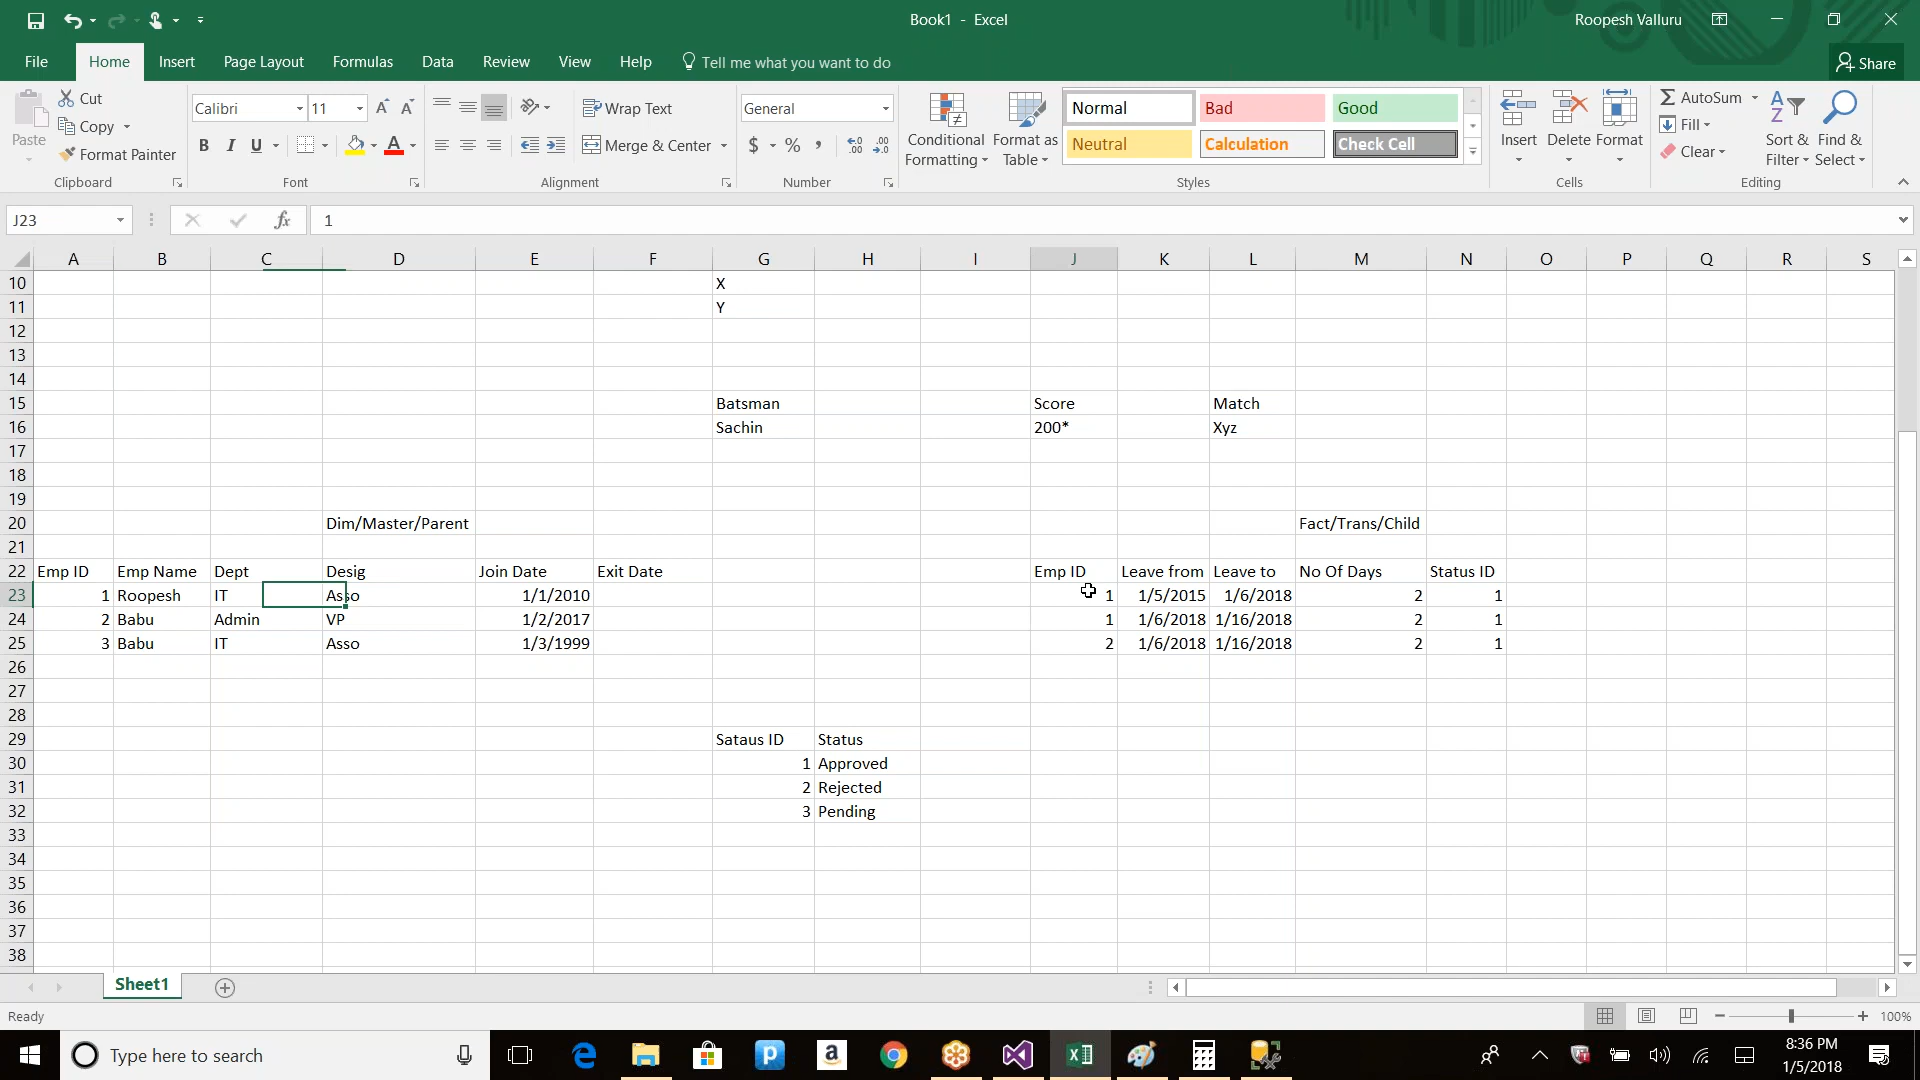 Book1 - Excel
Roopesh Valluru
File Home Insert Page Layout Formulas Data Review View Help Tell me what you want to do Share
Paste
Cut
Copy
Format Painter
Clipboard
Calibri 11
B I U
Font
Wrap Text
Merge & Center
Alignment
General
$ % ,
Number
Conditional Formatting
Format as Table
Normal Bad Good
Neutral Calculation Check Cell
Styles
Insert Delete Format
Cells
AutoSum
Fill
Clear
Sort & Filter
Find & Select
Editing
J23 fx 1
A B C D E F G H I J K L M N O P Q R S
10 X
11 Y
12
13
14
15 Batsman Score Match
16 Sachin 200* Xyz
17
18
19
20 Dim/Master/Parent Fact/Trans/Child
21
22 Emp ID Emp Name Dept Desig Join Date Exit Date Emp ID Leave from Leave to No Of Days Status ID
23 1 Roopesh IT Asso 1/1/2010 1 1/5/2015 1/6/2018 2 1
24 2 Babu Admin VP 1/2/2017 1 1/6/2018 1/16/2018 2 1
25 3 Babu IT Asso 1/3/1999 2 1/6/2018 1/16/2018 2 1
26
27
28
29 Sataus ID Status
30 1 Approved
31 2 Rejected
32 3 Pending
33
34
35
36
37
38
Sheet1
Ready
100%
Type here to search
8:36 PM
1/5/2018